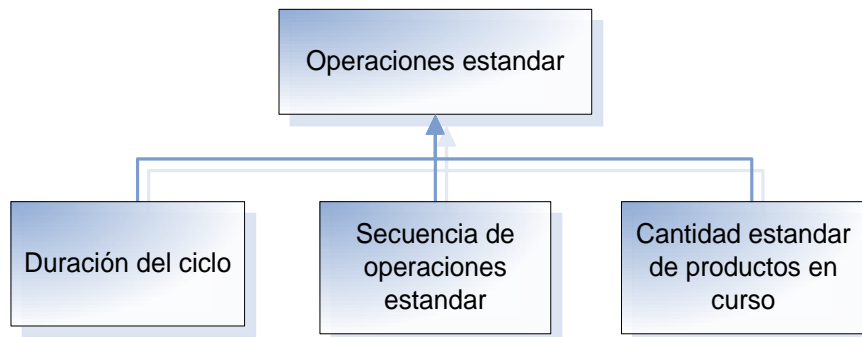 Operaciones estandar
Duración del ciclo
Secuencia de
operaciones
estandar
Cantidad estandar
de productos en
curso